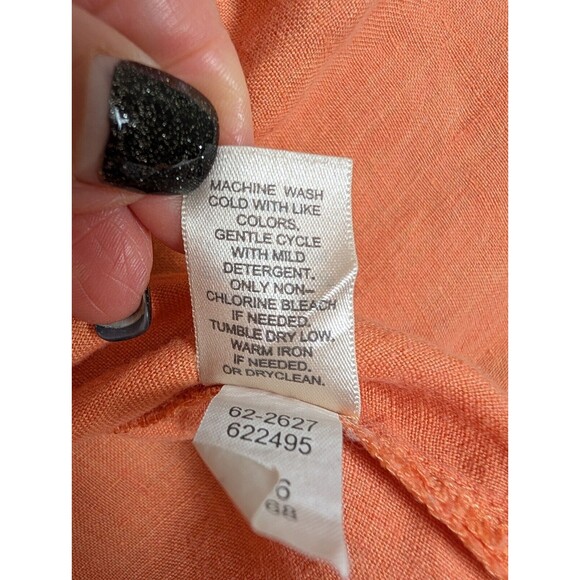 MACHINE WASH
COLD WITH LIKE
COLORS.
GENTLE CYCLE
WITH MILD
DETERGENT.
ONLY NON-
CHLORINE BLEACH
IF NEEDED.
TUMBLE DRY LOW.
WARM IRON
IF NEEDED.
OR DRYCLEAN.
62-2627
622495
6